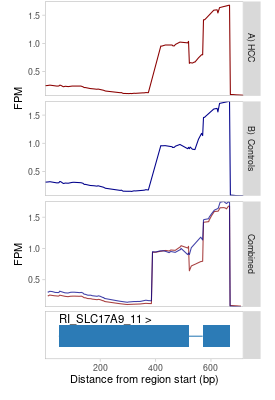 1.5
1.0
0.5
FPM
A) HCC
1.5
1.0
0.5
FPM
B) Controls
1.5
1.0
0.5
FPM
Combined
RI_SLC17A9_11 >
200
400
600
Distance from region start (bp)